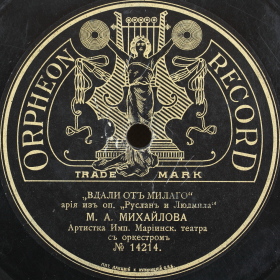 ORPHEON RECORD
TRADE MARK
„ВДАЛИ ОТЪ МИЛАГО“
арія изъ оп. „Русланъ и Людмила“
М. А. МИХАЙЛОВА
Артистка Имп. Маріинск. театра
съ оркестромъ
№ 14214.